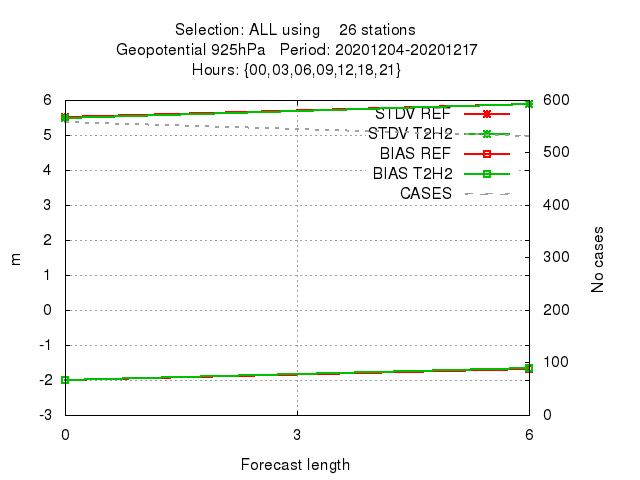 Selection: ALL using    26 stations
Geopotential 925hPa   Period: 20201204-20201217
Hours: {00,03,06,09,12,18,21}
6
5
4
3
2
1
0
-1
-2
-3
m
600
500
400
300
200
100
0
No cases
STDV REF
STDV T2H2
BIAS REF
BIAS T2H2
CASES
0 3 6
Forecast length